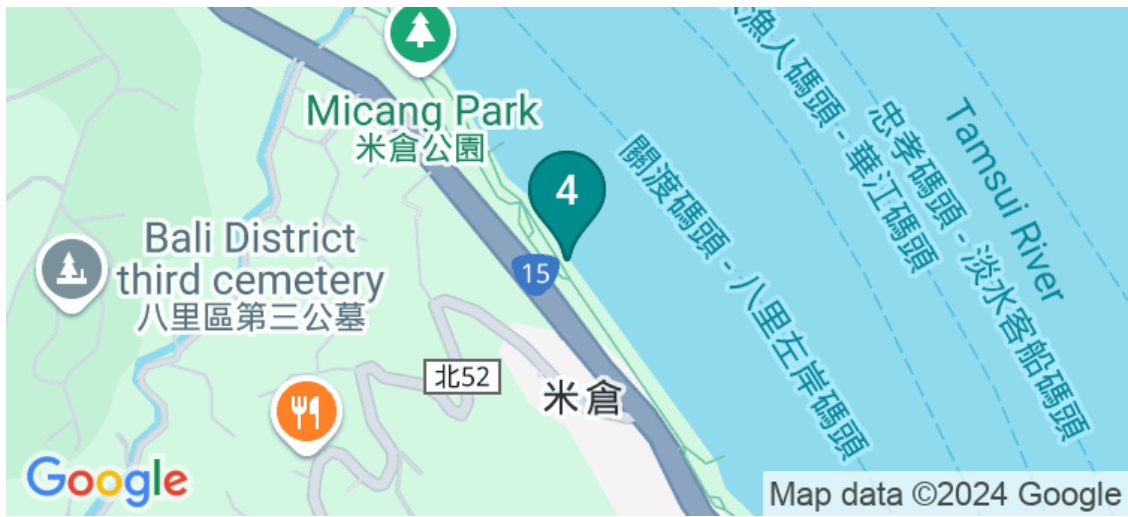 Micang Park
米倉公園
4
Bali District
third cemetery
八里區第三公墓
15
北52
米倉
漁人碼頭 - 華江碼頭
關渡碼頭 - 八里左岸碼頭
忠孝碼頭 - 淡水客船碼頭
Tamsui River
Google
Map data ©2024 Google